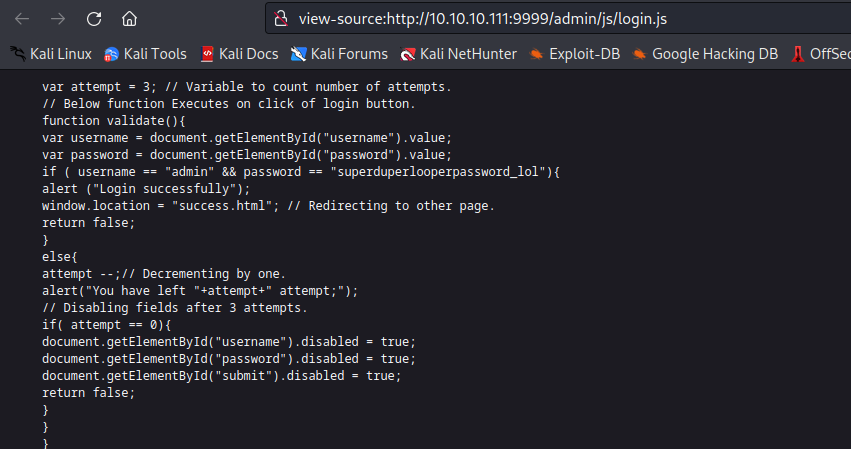 view-source:http://10.10.10.111:9999/admin/js/login.js
Kali Linux Kali Tools Kali Docs Kali Forums Kali NetHunter Exploit-DB Google Hacking DB OffSec
var attempt = 3; // Variable to count number of attempts.
// Below function Executes on click of login button.
function validate(){
var username = document.getElementById("username").value;
var password = document.getElementById("password").value;
if ( username == "admin" && password == "superduperlooperpassword_lol"){
alert ("Login successfully");
window.location = "success.html"; // Redirecting to other page.
return false;
}
else{
attempt --;// Decrementing by one.
alert("You have left "+attempt+" attempt;");
// Disabling fields after 3 attempts.
if( attempt == 0){
document.getElementById("username").disabled = true;
document.getElementById("password").disabled = true;
document.getElementById("submit").disabled = true;
return false;
}
}
}